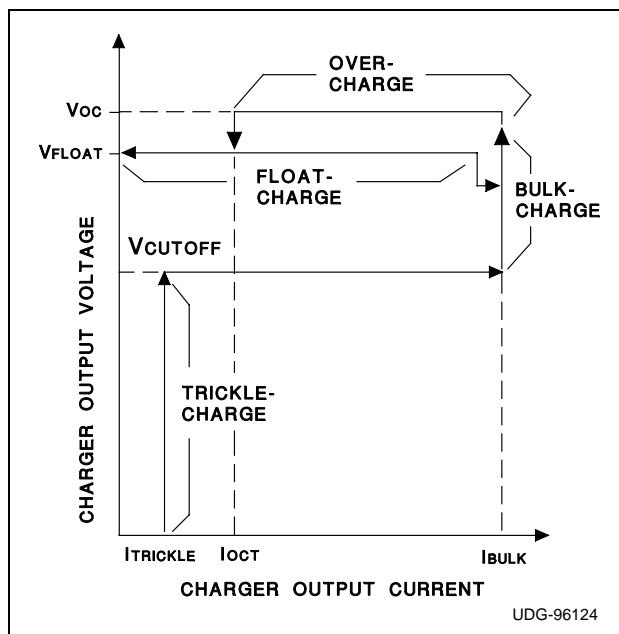 OVER-
CHARGE
VOC
VFLOAT
FLOAT-
CHARGE
BULK-
CHARGE
VCUTOFF
TRICKLE-
CHARGE
CHARGER OUTPUT VOLTAGE
ITRICKLE
IOCT
IBULK
CHARGER OUTPUT CURRENT
UDG-96124